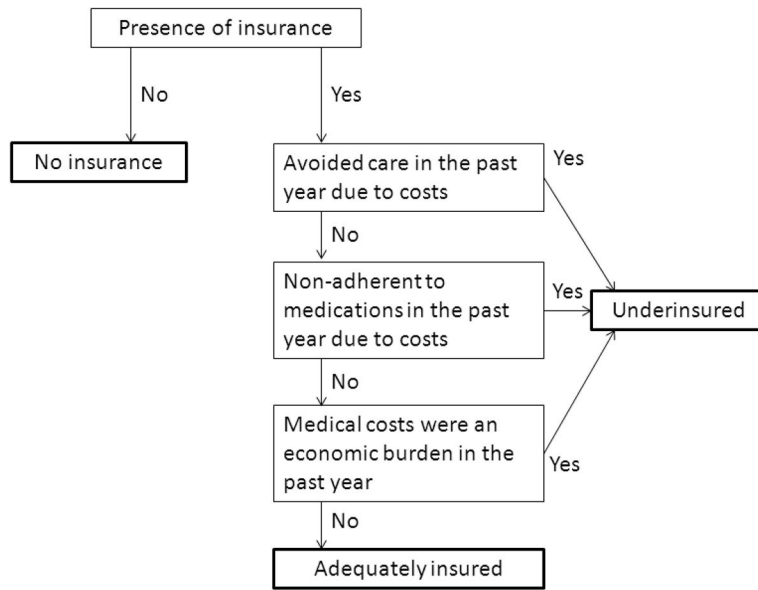 Presence of insurance
No
Yes
No insurance
Avoided care in the past
year due to costs
Yes
No
Non-adherent to
medications in the past
year due to costs
Yes
Underinsured
No
Medical costs were an
economic burden in the
past year
Yes
No
Adequately insured